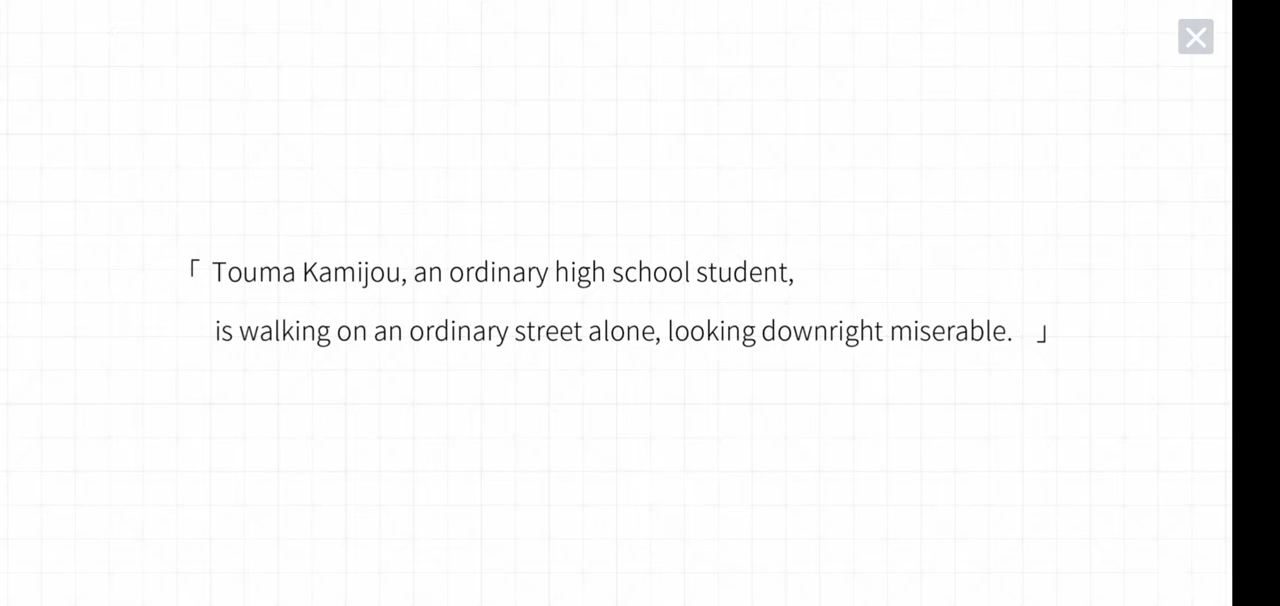 「 Touma Kamijou, an ordinary high school student,
is walking on an ordinary street alone, looking downright miserable. 」